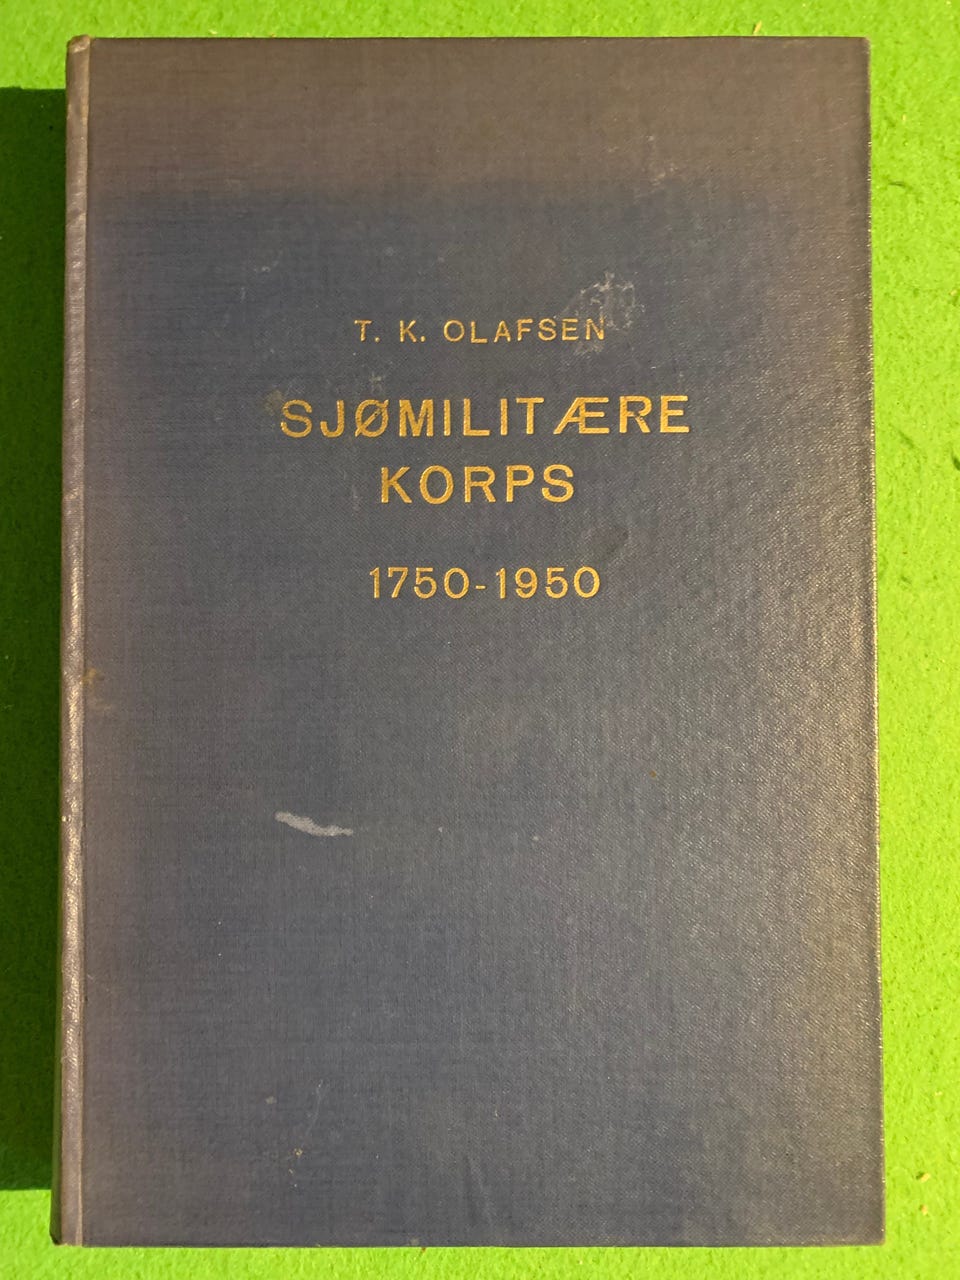 T. K. OLAFSEN
SJØMILITÆRE
KORPS
1750-1950